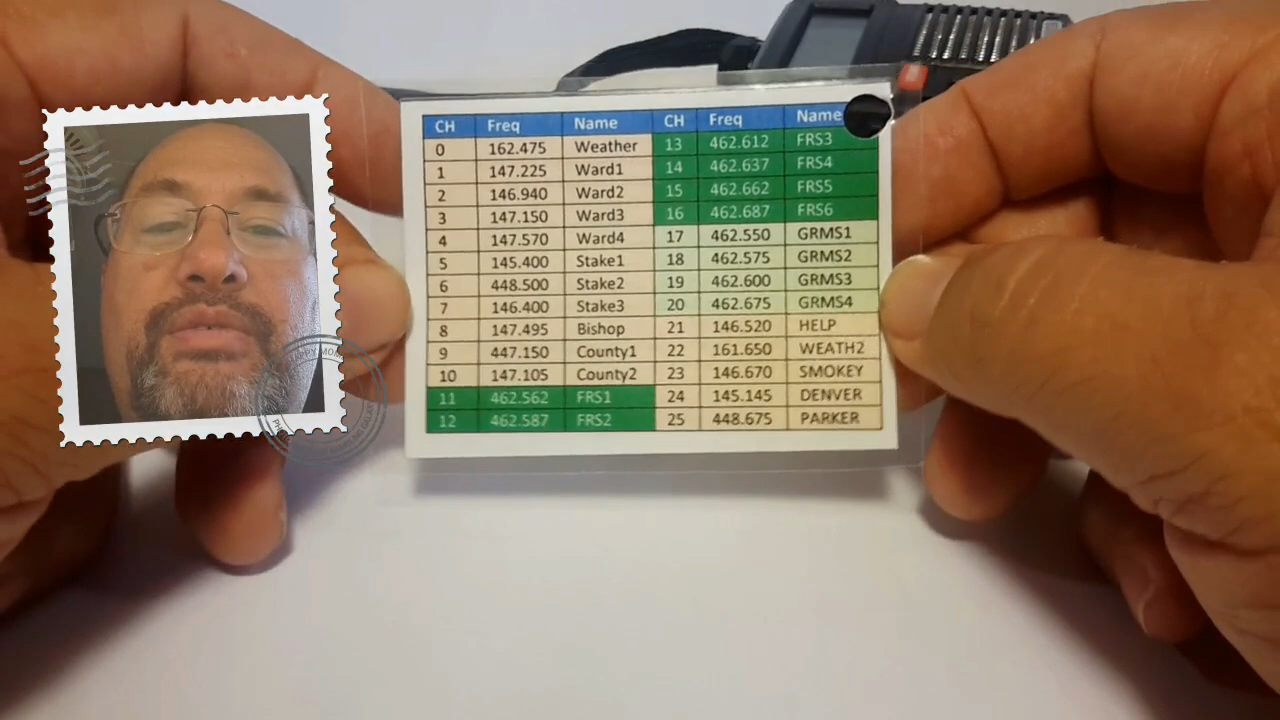 CH Freq Name CH Freq Name
0 162.475 Weather 13 462.612 FRS3
1 147.225 Ward1 14 462.637 FRS4
2 146.940 Ward2 15 462.662 FRS5
3 147.150 Ward3 16 462.687 FRS6
4 147.570 Ward4 17 462.550 GRMS1
5 145.400 Stake1 18 462.575 GRMS2
6 448.500 Stake2 19 462.600 GRMS3
7 146.400 Stake3 20 462.675 GRMS4
8 147.495 Bishop 21 146.520 HELP
9 447.150 County1 22 161.650 WEATH2
10 147.105 County2 23 146.670 SMOKEY
11 462.562 FRS1 24 145.145 DENVER
12 462.587 FRS2 25 448.675 PARKER